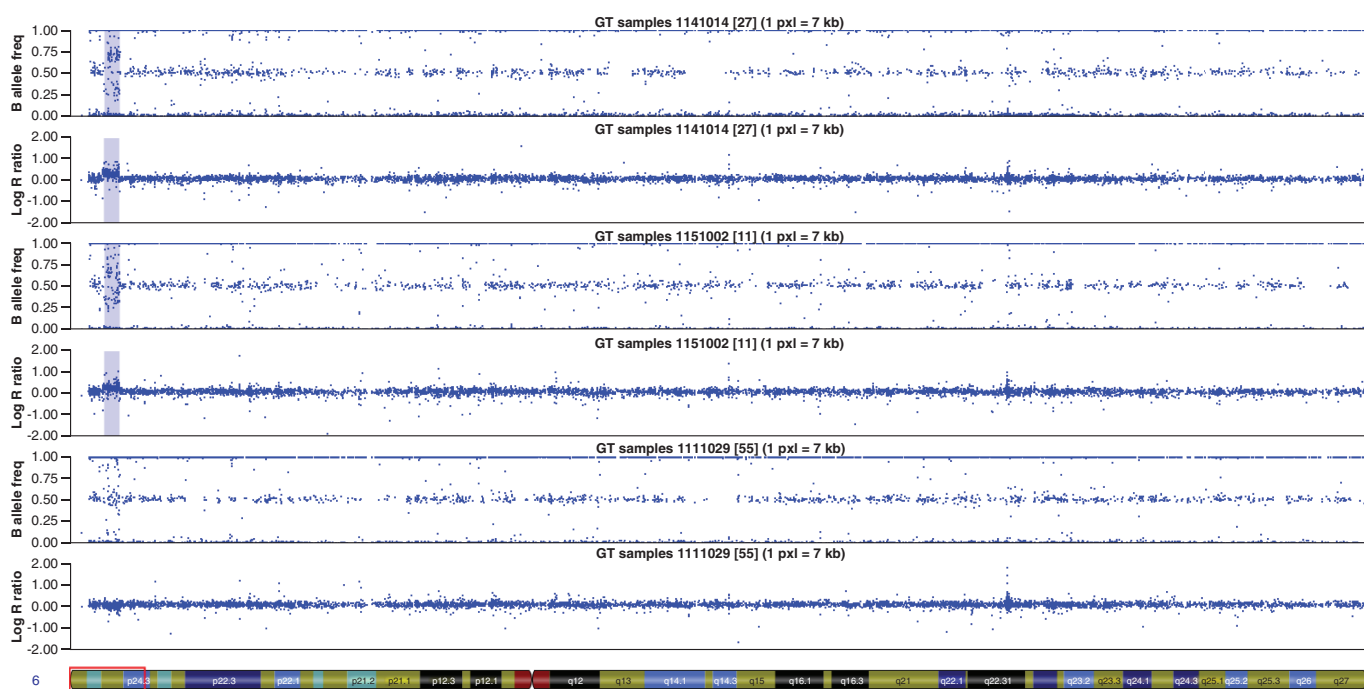 GT samples 1141014 [27] (1 pxl = 7 kb)
B allele freq
1.00
0.75
0.50
0.25
0.00
GT samples 1141014 [27] (1 pxl = 7 kb)
Log R ratio
2.00
1.00
0.00
-1.00
-2.00
GT samples 1151002 [11] (1 pxl = 7 kb)
B allele freq
1.00
0.75
0.50
0.25
0.00
GT samples 1151002 [11] (1 pxl = 7 kb)
Log R ratio
2.00
1.00
0.00
-1.00
-2.00
GT samples 1111029 [55] (1 pxl = 7 kb)
B allele freq
1.00
0.75
0.50
0.25
0.00
GT samples 1111029 [55] (1 pxl = 7 kb)
Log R ratio
2.00
1.00
0.00
-1.00
-2.00
6 p24.3 p22.3 p22.1 p21.2 p21.1 p12.3 p12.1 q12 q13 q14.1 q14.3 q15 q16.1 q16.3 q21 q22.1 q22.31 q23.2 q23.3 q24.1 q24.3 q25.1 q25.2 q25.3 q26 q27